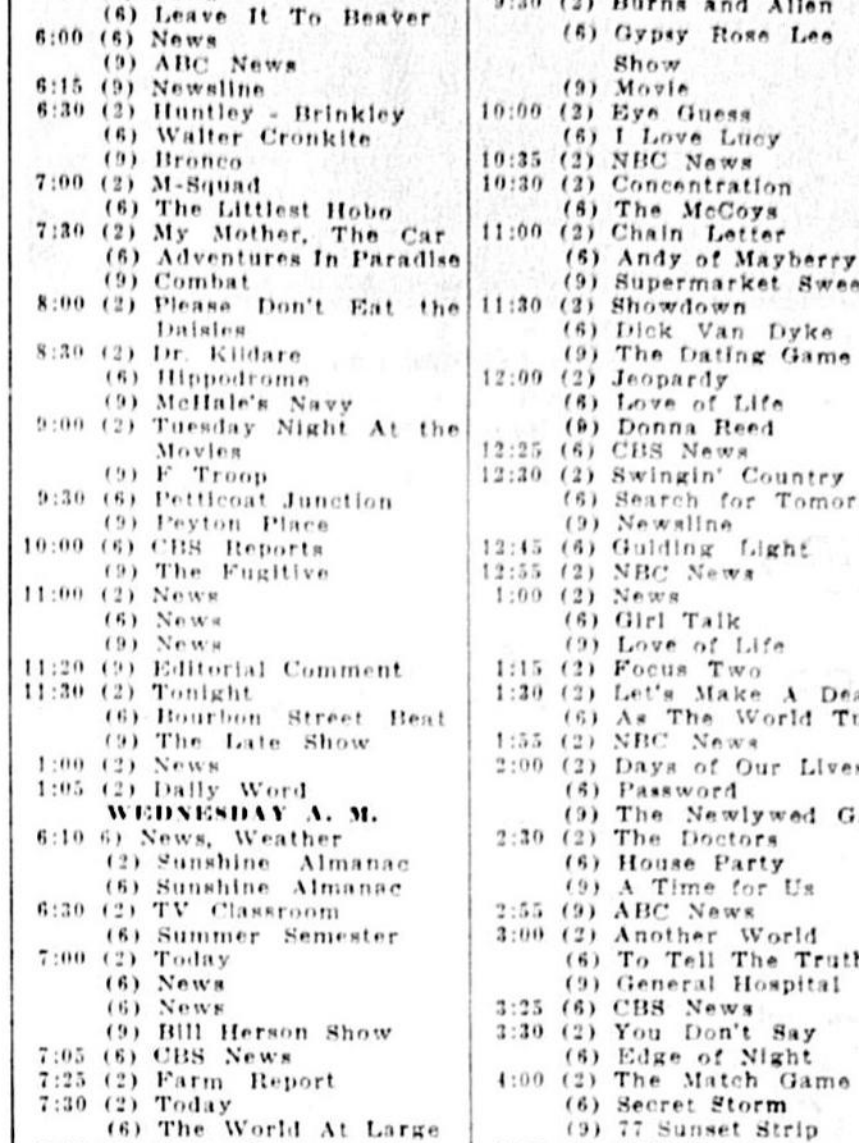 (6) Leave It To Beaver
6:00 (6) News
(9) ABC News
6:15 (9) Newsline
6:30 (2) Huntley - Brinkley
(6) Walter Cronkite
(9) Bronco
7:00 (2) M-Squad
(6) The Littlest Hobo
7:30 (2) My Mother, The Car
(6) Adventures In Paradise
(9) Combat
8:00 (2) Please Don't Eat the
Daisies
8:30 (2) Dr. Kildare
(6) Hippodrome
(9) McHale's Navy
9:00 (2) Tuesday Night At the
Movies
(9) F Troop
9:30 (6) Petticoat Junction
(9) Peyton Place
10:00 (6) CBS Reports
(9) The Fugitive
11:00 (2) News
(6) News
(9) News
11:20 (9) Editorial Comment
11:30 (2) Tonight
(6) Bourbon Street Beat
(9) The Late Show
1:00 (2) News
1:05 (2) Daily Word
WEDNESDAY A. M.
6:10 6) News, Weather
(2) Sunshine Almanac
(6) Sunshine Almanac
6:30 (2) TV Classroom
(6) Summer Semester
7:00 (2) Today
(6) News
(6) News
(9) Bill Herson Show
7:05 (6) CBS News
7:25 (2) Farm Report
7:30 (2) Today
(6) The World At Large
9:30 (2) Burns and Allen
(6) Gypsy Rose Lee
Show
(9) Movie
10:00 (2) Eye Guess
(6) I Love Lucy
10:35 (2) NBC News
10:30 (2) Concentration
(6) The McCoys
11:00 (2) Chain Letter
(6) Andy of Mayberry
(9) Supermarket Swee
11:30 (2) Showdown
(6) Dick Van Dyke
(9) The Dating Game
12:00 (2) Jeopardy
(6) Love of Life
(9) Donna Reed
12:25 (6) CBS News
12:30 (2) Swingin' Country
(6) Search for Tomor
(9) Newsline
12:45 (6) Guiding Light
12:55 (2) NBC News
1:00 (2) News
(6) Girl Talk
(9) Love of Life
1:15 (2) Focus Two
1:30 (2) Let's Make A Dea
(6) As The World Tu
1:55 (2) NBC News
2:00 (2) Days of Our Lives
(6) Password
(9) The Newlywed G
2:30 (2) The Doctors
(6) House Party
(9) A Time for Us
2:55 (9) ABC News
3:00 (2) Another World
(6) To Tell The Truth
(9) General Hospital
3:25 (6) CBS News
3:30 (2) You Don't Say
(6) Edge of Night
4:00 (2) The Match Game
(6) Secret Storm
(9) 77 Sunset Strip